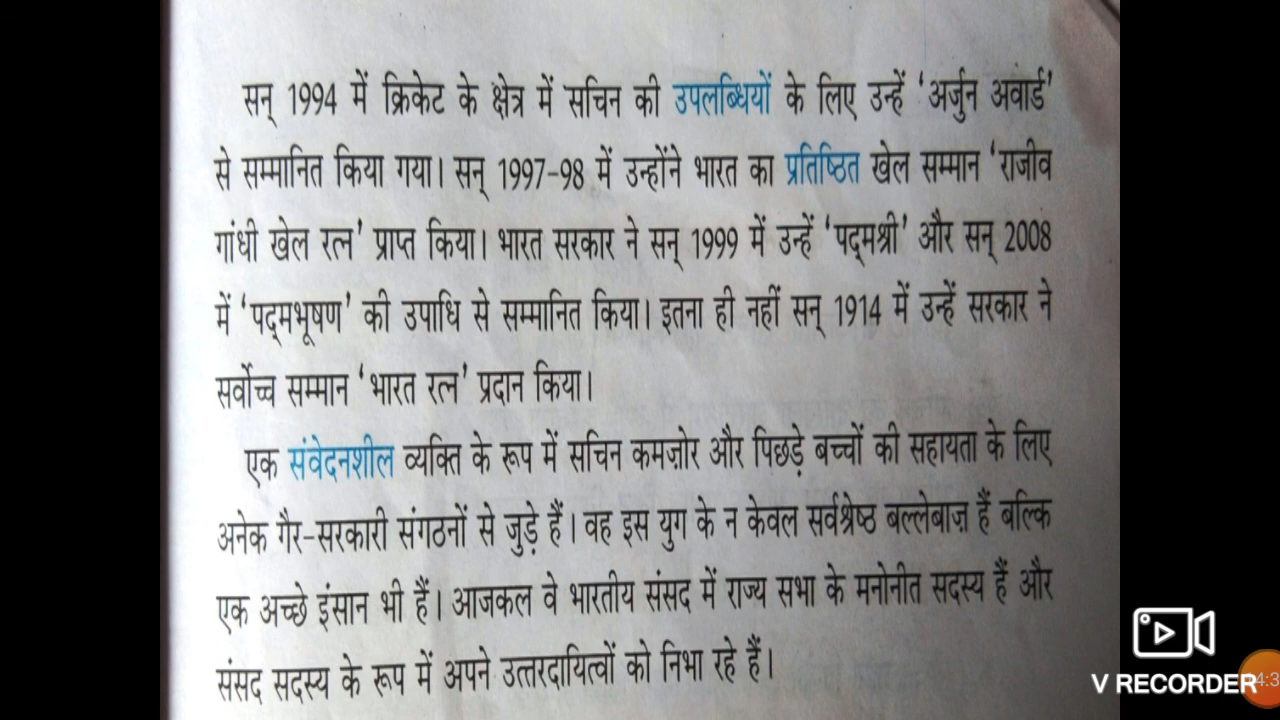 सन् 1994 में क्रिकेट के क्षेत्र में सचिन की उपलब्धियों के लिए उन्हें ‘अर्जुन अवार्ड’
से सम्मानित किया गया। सन् 1997-98 में उन्होंने भारत का प्रतिष्ठित खेल सम्मान ‘राजीव
गांधी खेल रत्न’ प्राप्त किया। भारत सरकार ने सन् 1999 में उन्हें ‘पद्मश्री’ और सन् 2008
में ‘पद्मभूषण’ की उपाधि से सम्मानित किया। इतना ही नहीं सन् 1914 में उन्हें सरकार ने
सर्वोच्च सम्मान ‘भारत रत्न’ प्रदान किया।
एक संवेदनशील व्यक्ति के रूप में सचिन कमज़ोर और पिछड़े बच्चों की सहायता के लिए
अनेक गैर-सरकारी संगठनों से जुड़े हैं। वह इस युग के न केवल सर्वश्रेष्ठ बल्लेबाज़ हैं बल्कि
एक अच्छे इंसान भी हैं। आजकल वे भारतीय संसद में राज्य सभा के मनोनीत सदस्य हैं और
संसद सदस्य के रूप में अपने उत्तरदायित्वों को निभा रहे हैं।
V RECORDER